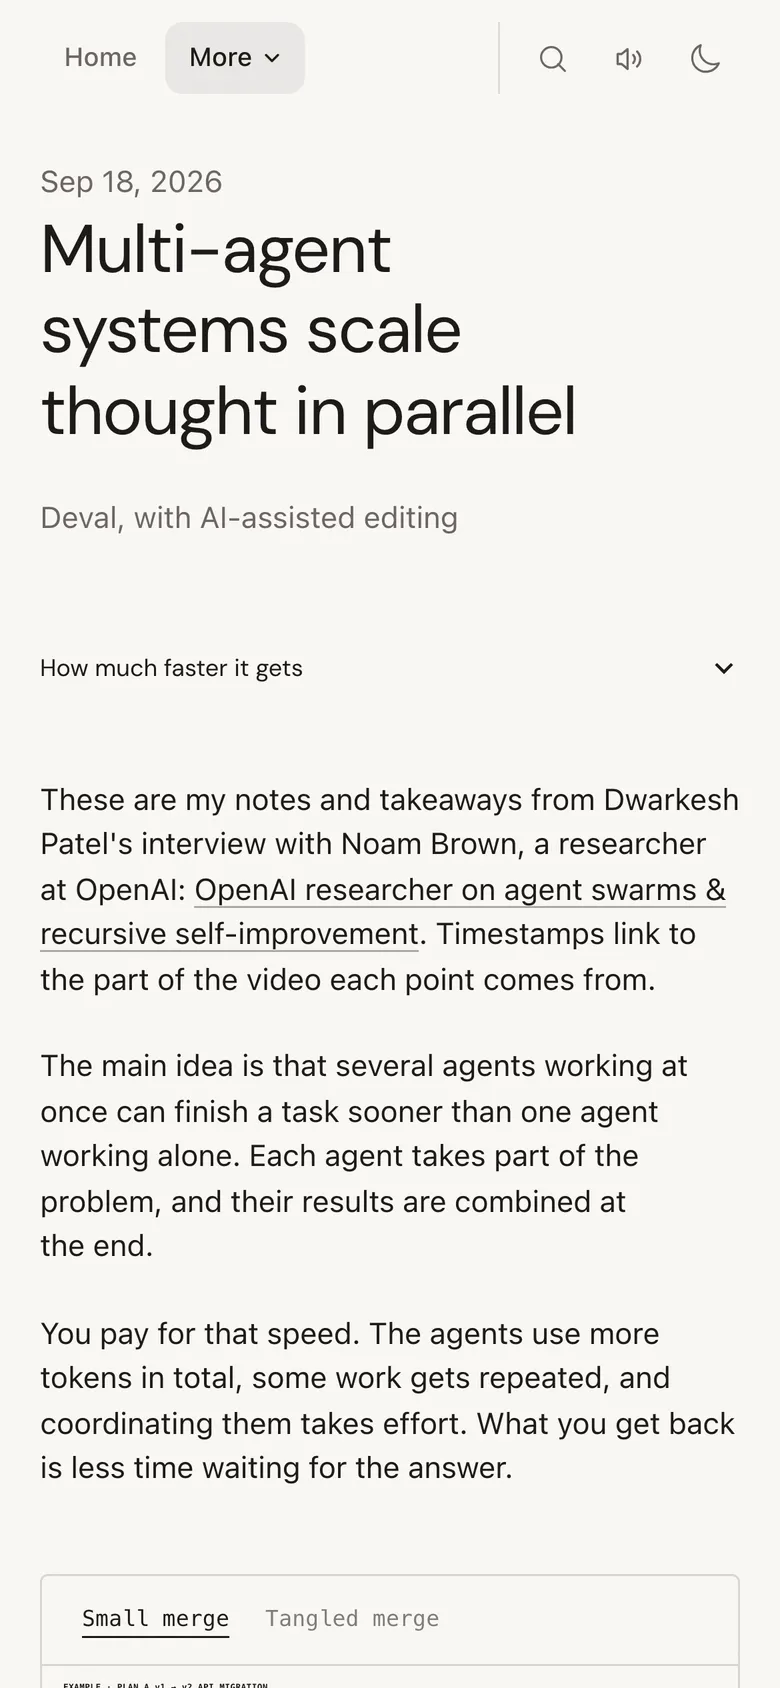 Home
More
Sep 18, 2026
Multi-agent
systems scale
thought in parallel
Deval, with AI-assisted editing
How much faster it gets
These are my notes and takeaways from Dwarkesh
Patel's interview with Noam Brown, a researcher
at OpenAI: OpenAI researcher on agent swarms &
recursive self-improvement. Timestamps link to
the part of the video each point comes from.
The main idea is that several agents working at
once can finish a task sooner than one agent
working alone. Each agent takes part of the
problem, and their results are combined at
the end.
You pay for that speed. The agents use more
tokens in total, some work gets repeated, and
coordinating them takes effort. What you get back
is less time waiting for the answer.
Small merge
Tangled merge
EXAMPLE · PLAN A v1 → v2 API MIGRATION